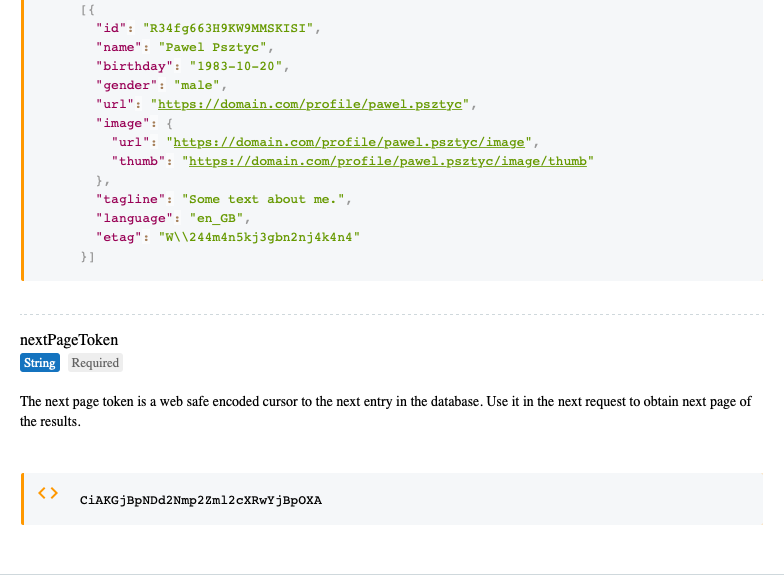 [{
"id": "R34fg663H9KW9MMSKISI",
"name": "Pawel Psztyc",
"birthday": "1983-10-20",
"gender": "male",
"url": "https://domain.com/profile/pawel.psztyc",
"image": {
"url": "https://domain.com/profile/pawel.psztyc/image",
"thumb": "https://domain.com/profile/pawel.psztyc/image/thumb"
},
"tagline": "Some text about me.",
"language": "en_GB",
"etag": "W\\244m4n5kj3gbn2nj4k4n4"
}]
nextPageToken
String Required
The next page token is a web safe encoded cursor to the next entry in the database. Use it in the next request to obtain next page of
the results.
CiAKGjBpNDd2Nmp2Zml2cXRwYjBpOXA